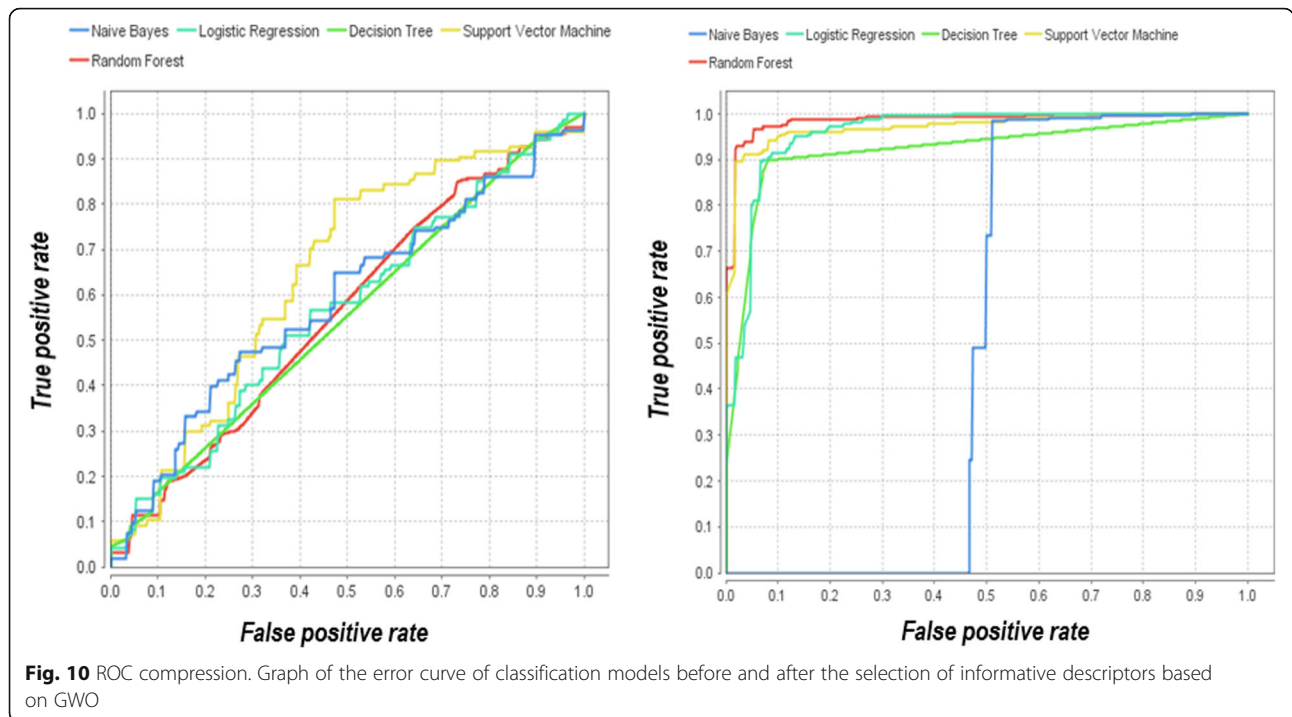 Naive Bayes Logistic Regression Decision Tree Support Vector Machine
Random Forest
1.0
0.9
0.8
0.7
0.6
0.5
0.4
0.3
0.2
0.1
0.0
True positive rate
0.0 0.1 0.2 0.3 0.4 0.5 0.6 0.7 0.8 0.9 1.0
False positive rate
Naive Bayes Logistic Regression Decision Tree Support Vector Machine
Random Forest
1.0
0.9
0.8
0.7
0.6
0.5
0.4
0.3
0.2
0.1
0.0
True positive rate
0.0 0.1 0.2 0.3 0.4 0.5 0.6 0.7 0.8 0.9 1.0
False positive rate
Fig. 10 ROC compression. Graph of the error curve of classification models before and after the selection of informative descriptors based
on GWO